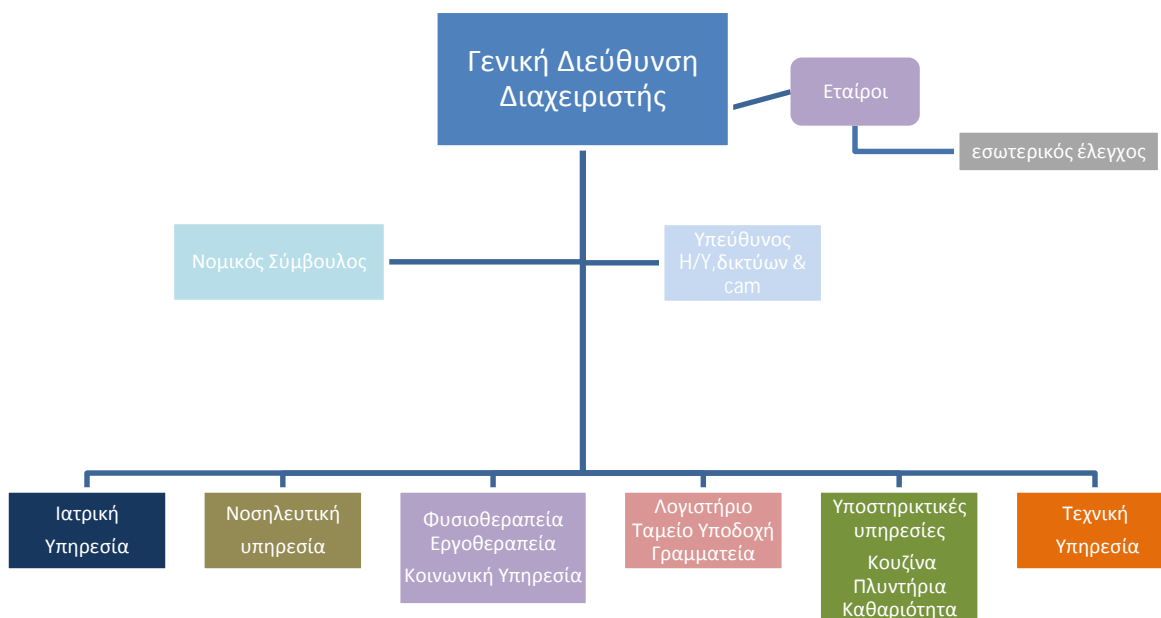 Γενική Διεύθυνση
Διαχειριστής
Εταίροι
εσωτερικός έλεγχος
Νομικός Σύμβουλος
Υπεύθυνος
Η/Υ,δικτύων &
cam
Ιατρική
Υπηρεσία
Νοσηλευτική
υπηρεσία
Φυσιοθεραπεία
Εργοθεραπεία
Κοινωνική Υπηρεσία
Λογιστήριο
Ταμείο Υποδοχή
Γραμματεία
Υποστηρικτικές
υπηρεσίες
Κουζίνα
Πλυντήρια
Καθαριότητα
Τεχνική
Υπηρεσία